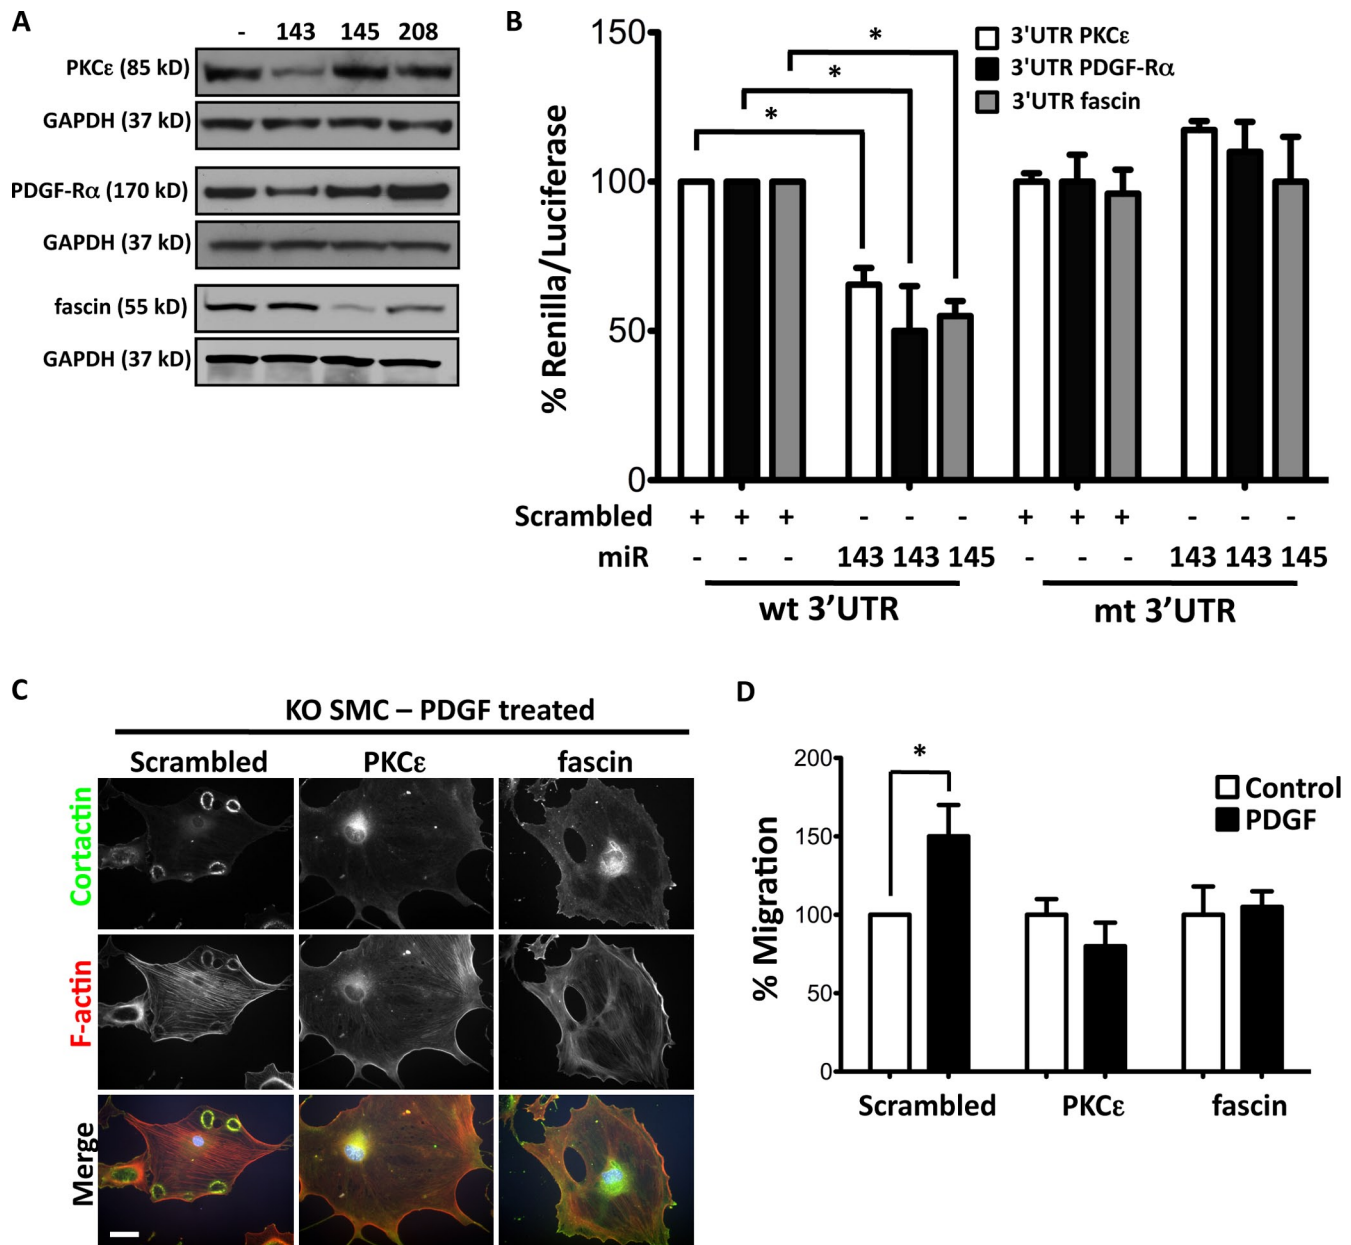 A
- 143 145 208
PKCε (85 kD)
GAPDH (37 kD)
PDGF-Rα (170 kD)
GAPDH (37 kD)
fascin (55 kD)
GAPDH (37 kD)
B
% Renilla/Luciferase
150
100
50
0
* * *
3'UTR PKCε
3'UTR PDGF-Rα
3'UTR fascin
Scrambled + + + - - - + + + - - -
miR - - - 143 143 145 - - - 143 143 145
wt 3’UTR mt 3’UTR
C
KO SMC – PDGF treated
Scrambled PKCε fascin
Cortactin
F-actin
Merge
D
% Migration
200
150
100
50
0
*
Control
PDGF
Scrambled PKCε fascin